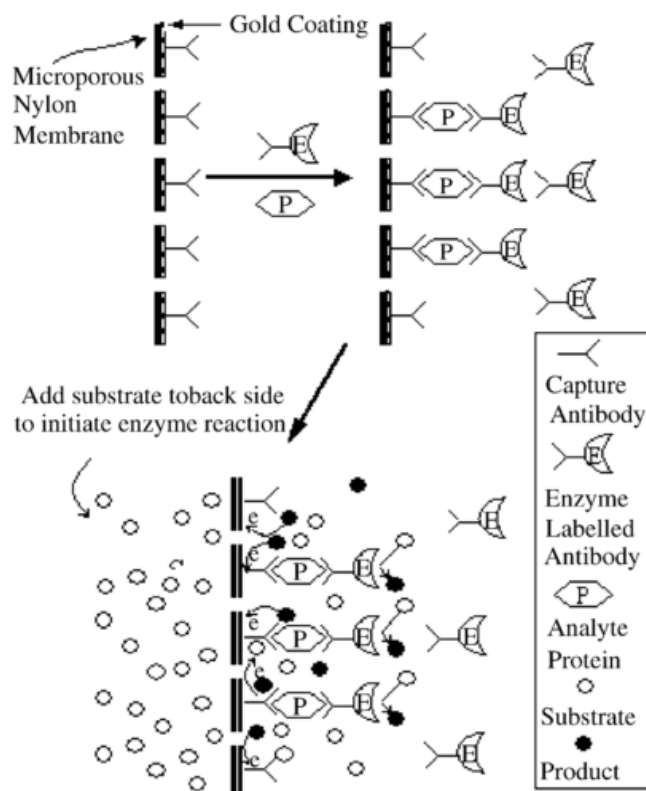 Gold Coating
Microporous
Nylon
Membrane
E
P
E
P
E
P
E
E
P
E
E
Add substrate toback side
to initiate enzyme reaction
Capture
Antibody
E
Enzyme
Labelled
Antibody
P
Analyte
Protein
Substrate
Product
e
E
e
P
E
e
P
E
E
e
P
E
e
E